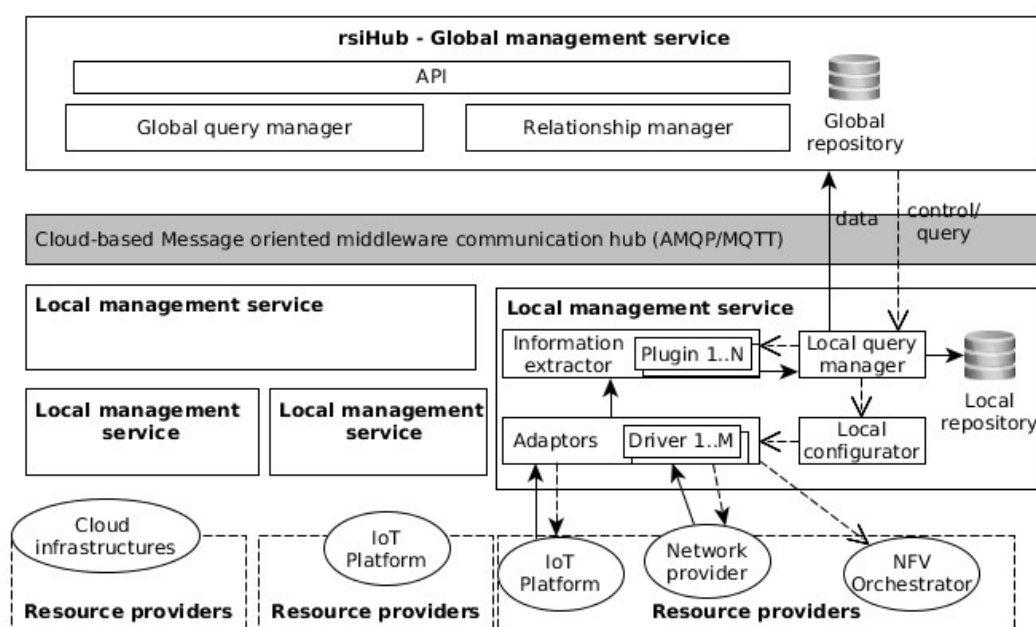 rsiHub - Global management service
API
Global query manager
Relationship manager
Global
repository
data
control/
query
Cloud-based Message oriented middleware communication hub (AMQP/MQTT)
Local management service
Local management
service
Local management
service
Local management service
Information
extractor
Plugin 1..N
Local query
manager
Local
repository
Adaptors
Driver 1..M
Local
configurator
Cloud
infrastructures
Resource providers
IoT
Platform
Resource providers
IoT
Platform
Network
provider
NFV
Orchestrator
Resource providers